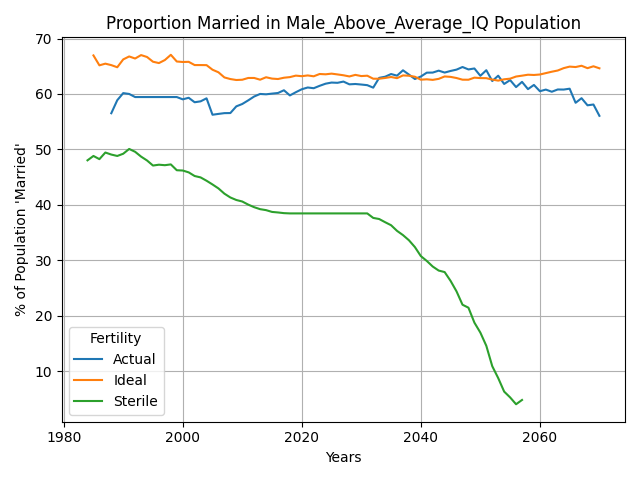 Proportion Married in Male_Above_Average_IQ Population
70
60
50
40
30
20
10
% of Population 'Married'
Fertility
Actual
Ideal
Sterile
1980
2000
2020
2040
2060
Years